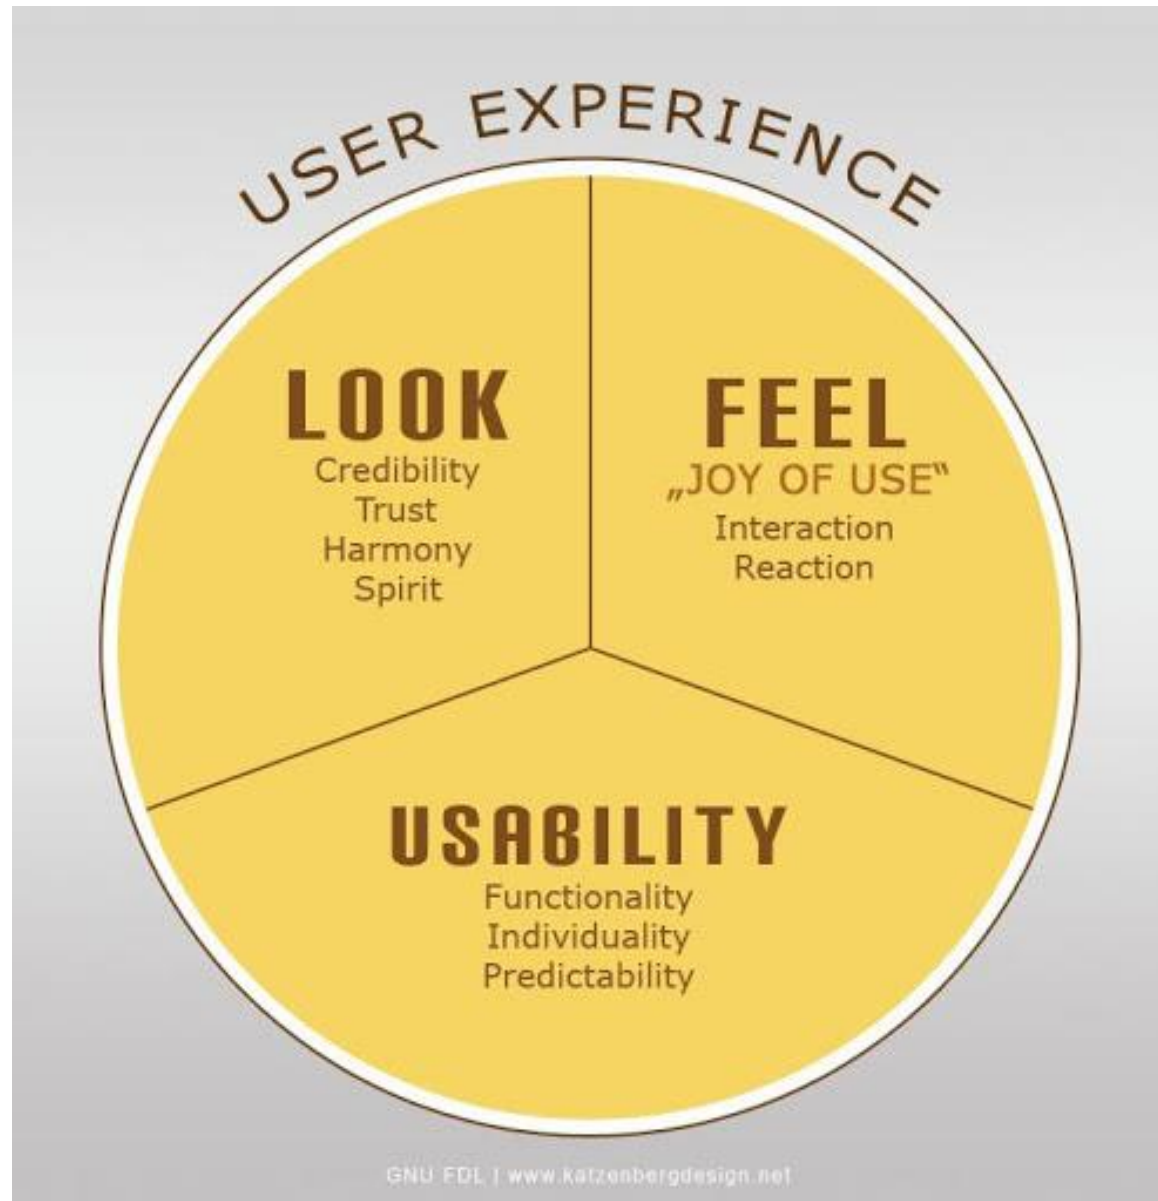 USER EXPERIENCE
LOOK
Credibility
Trust
Harmony
Spirit
FEEL
„JOY OF USE“
Interaction
Reaction
USABILITY
Functionality
Individuality
Predictability
GNU FDL | www.katzenbergdesign.net